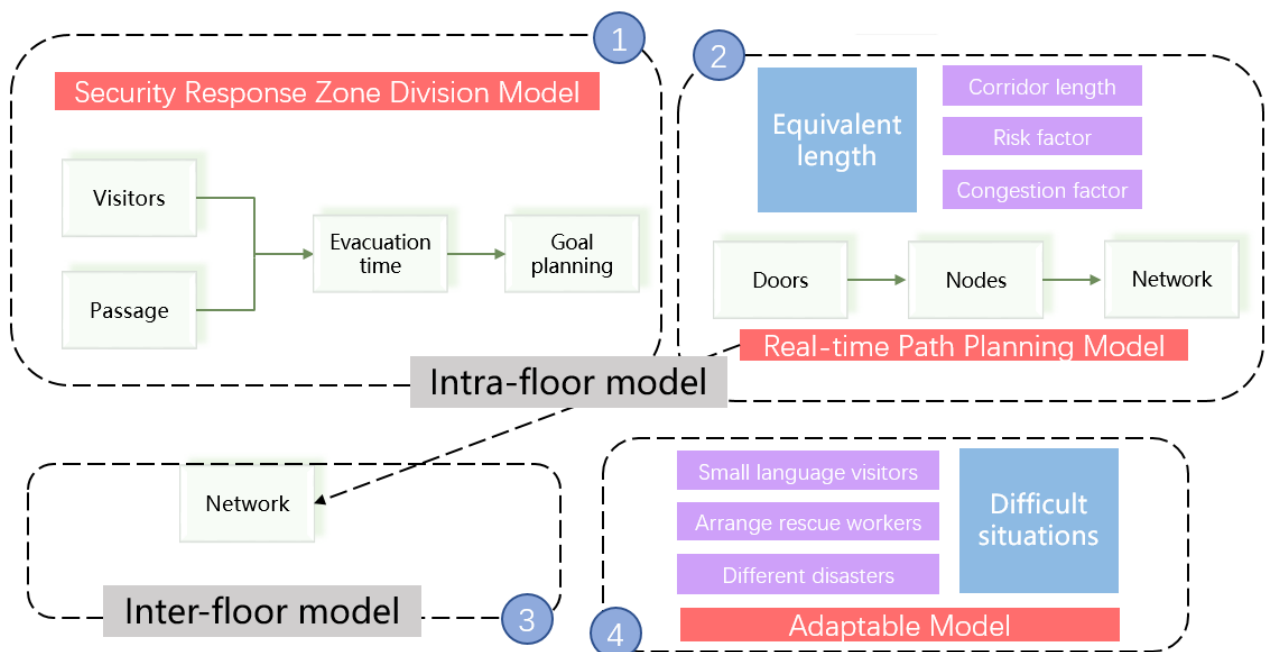 1
Security Response Zone Division Model
Visitors
Passage
Evacuation
time
Goal
planning
2
Equivalent
length
Corridor length
Risk factor
Congestion factor
Doors
Nodes
Network
Real-time Path Planning Model
Intra-floor model
Network
Inter-floor model
3
Small language visitors
Arrange rescue workers
Different disasters
Difficult
situations
Adaptable Model
4